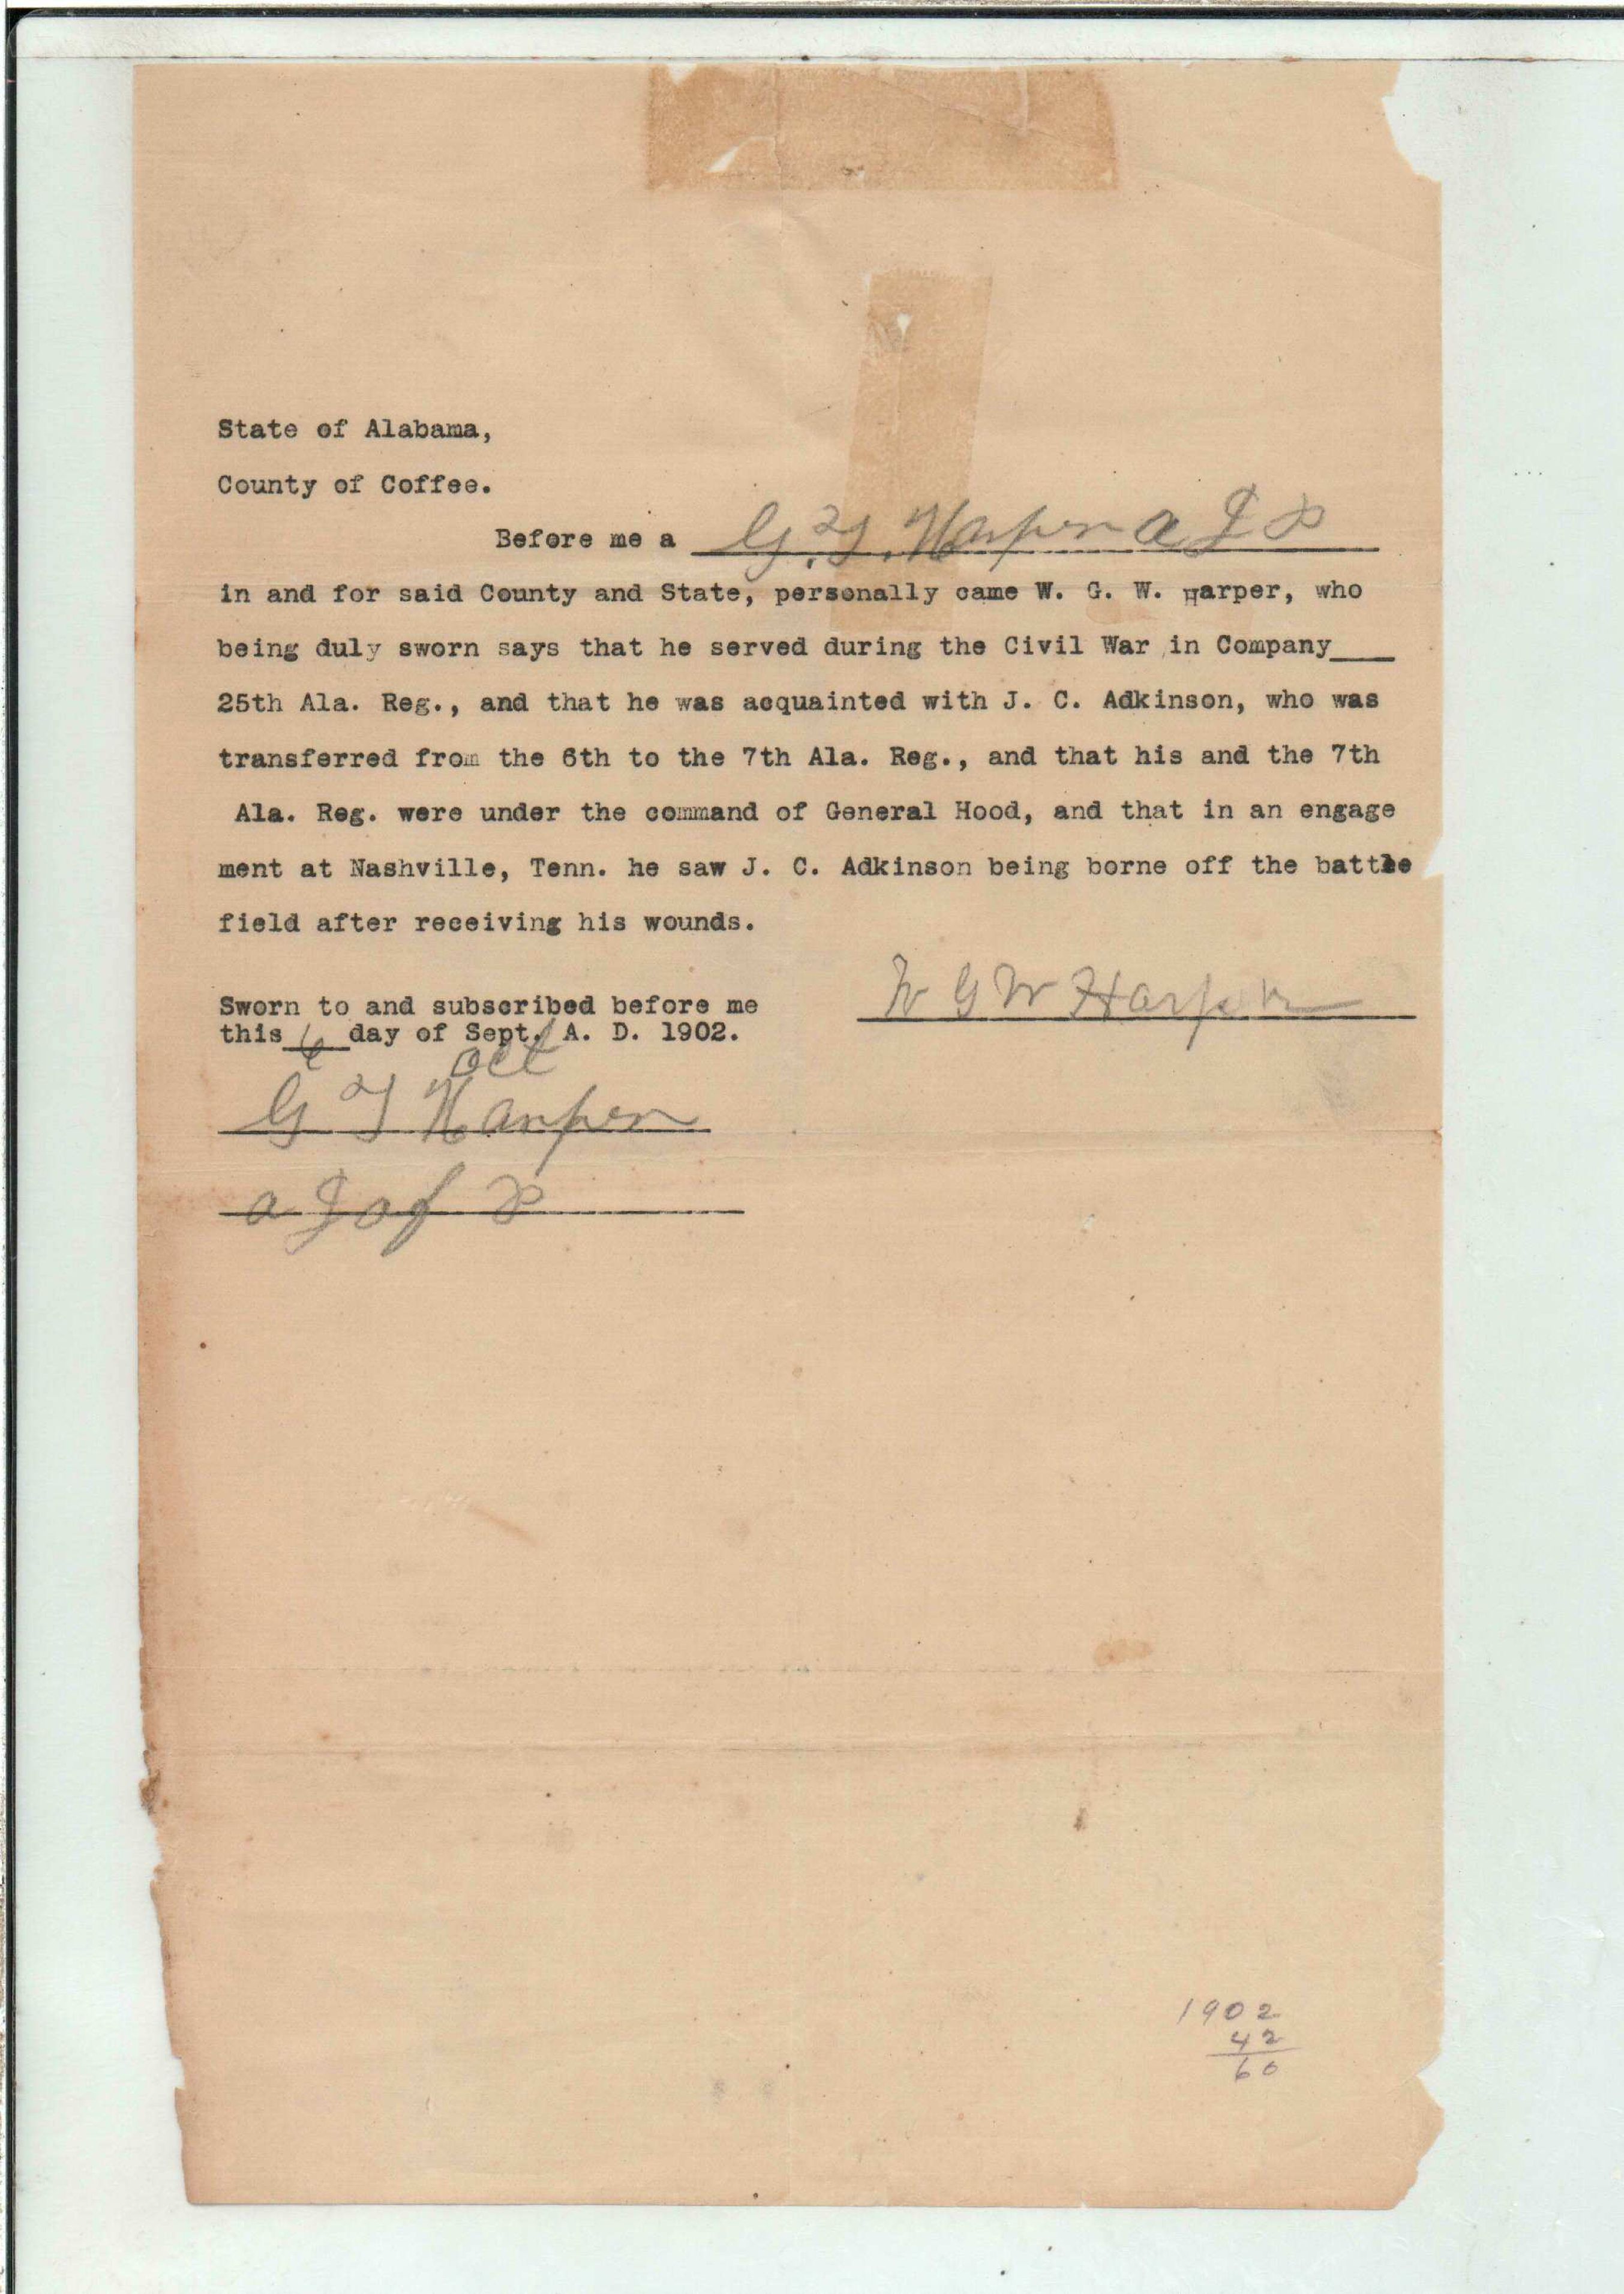 State of Alabama,
County of Coffee.
Before me a G. T. Harper a J P
in and for said County and State, personally came W. G. W. Harper, who
being duly sworn says that he served during the Civil War in Company___
25th Ala. Reg., and that he was acquainted with J. C. Adkinson, who was
transferred from the 6th to the 7th Ala. Reg., and that his and the 7th
Ala. Reg. were under the command of General Hood, and that in an engage
ment at Nashville, Tenn. he saw J. C. Adkinson being borne off the battle
field after receiving his wounds.
W G W Harper
Sworn to and subscribed before me
this 6 day of Sept. A. D. 1902.
Oct
G T Harper
a J of P
1902
42
60